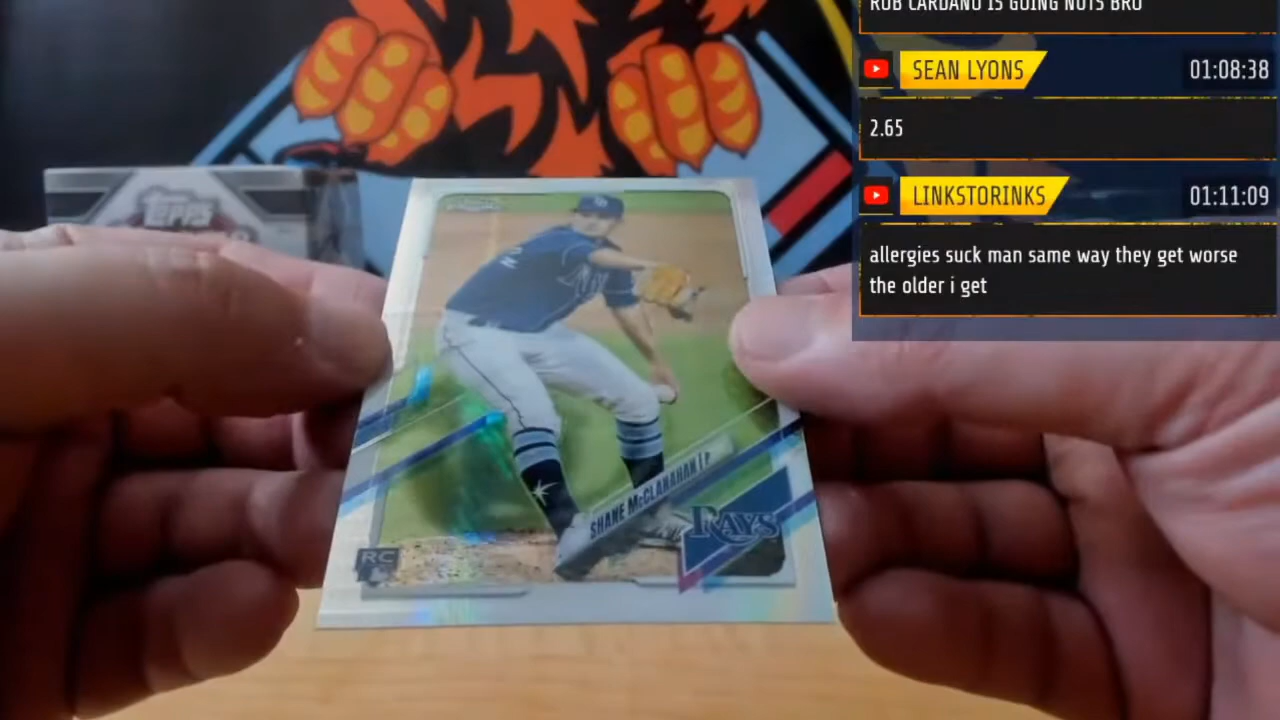 ROB CARDANO IS GOING NUTS BRO
SEAN LYONS
01:08:38
2.65
LINKSTORINKS
01:11:09
allergies suck man same way they get worse
the older i get
Topps
SHANE McCLANAHAN LP
RAYS
RC